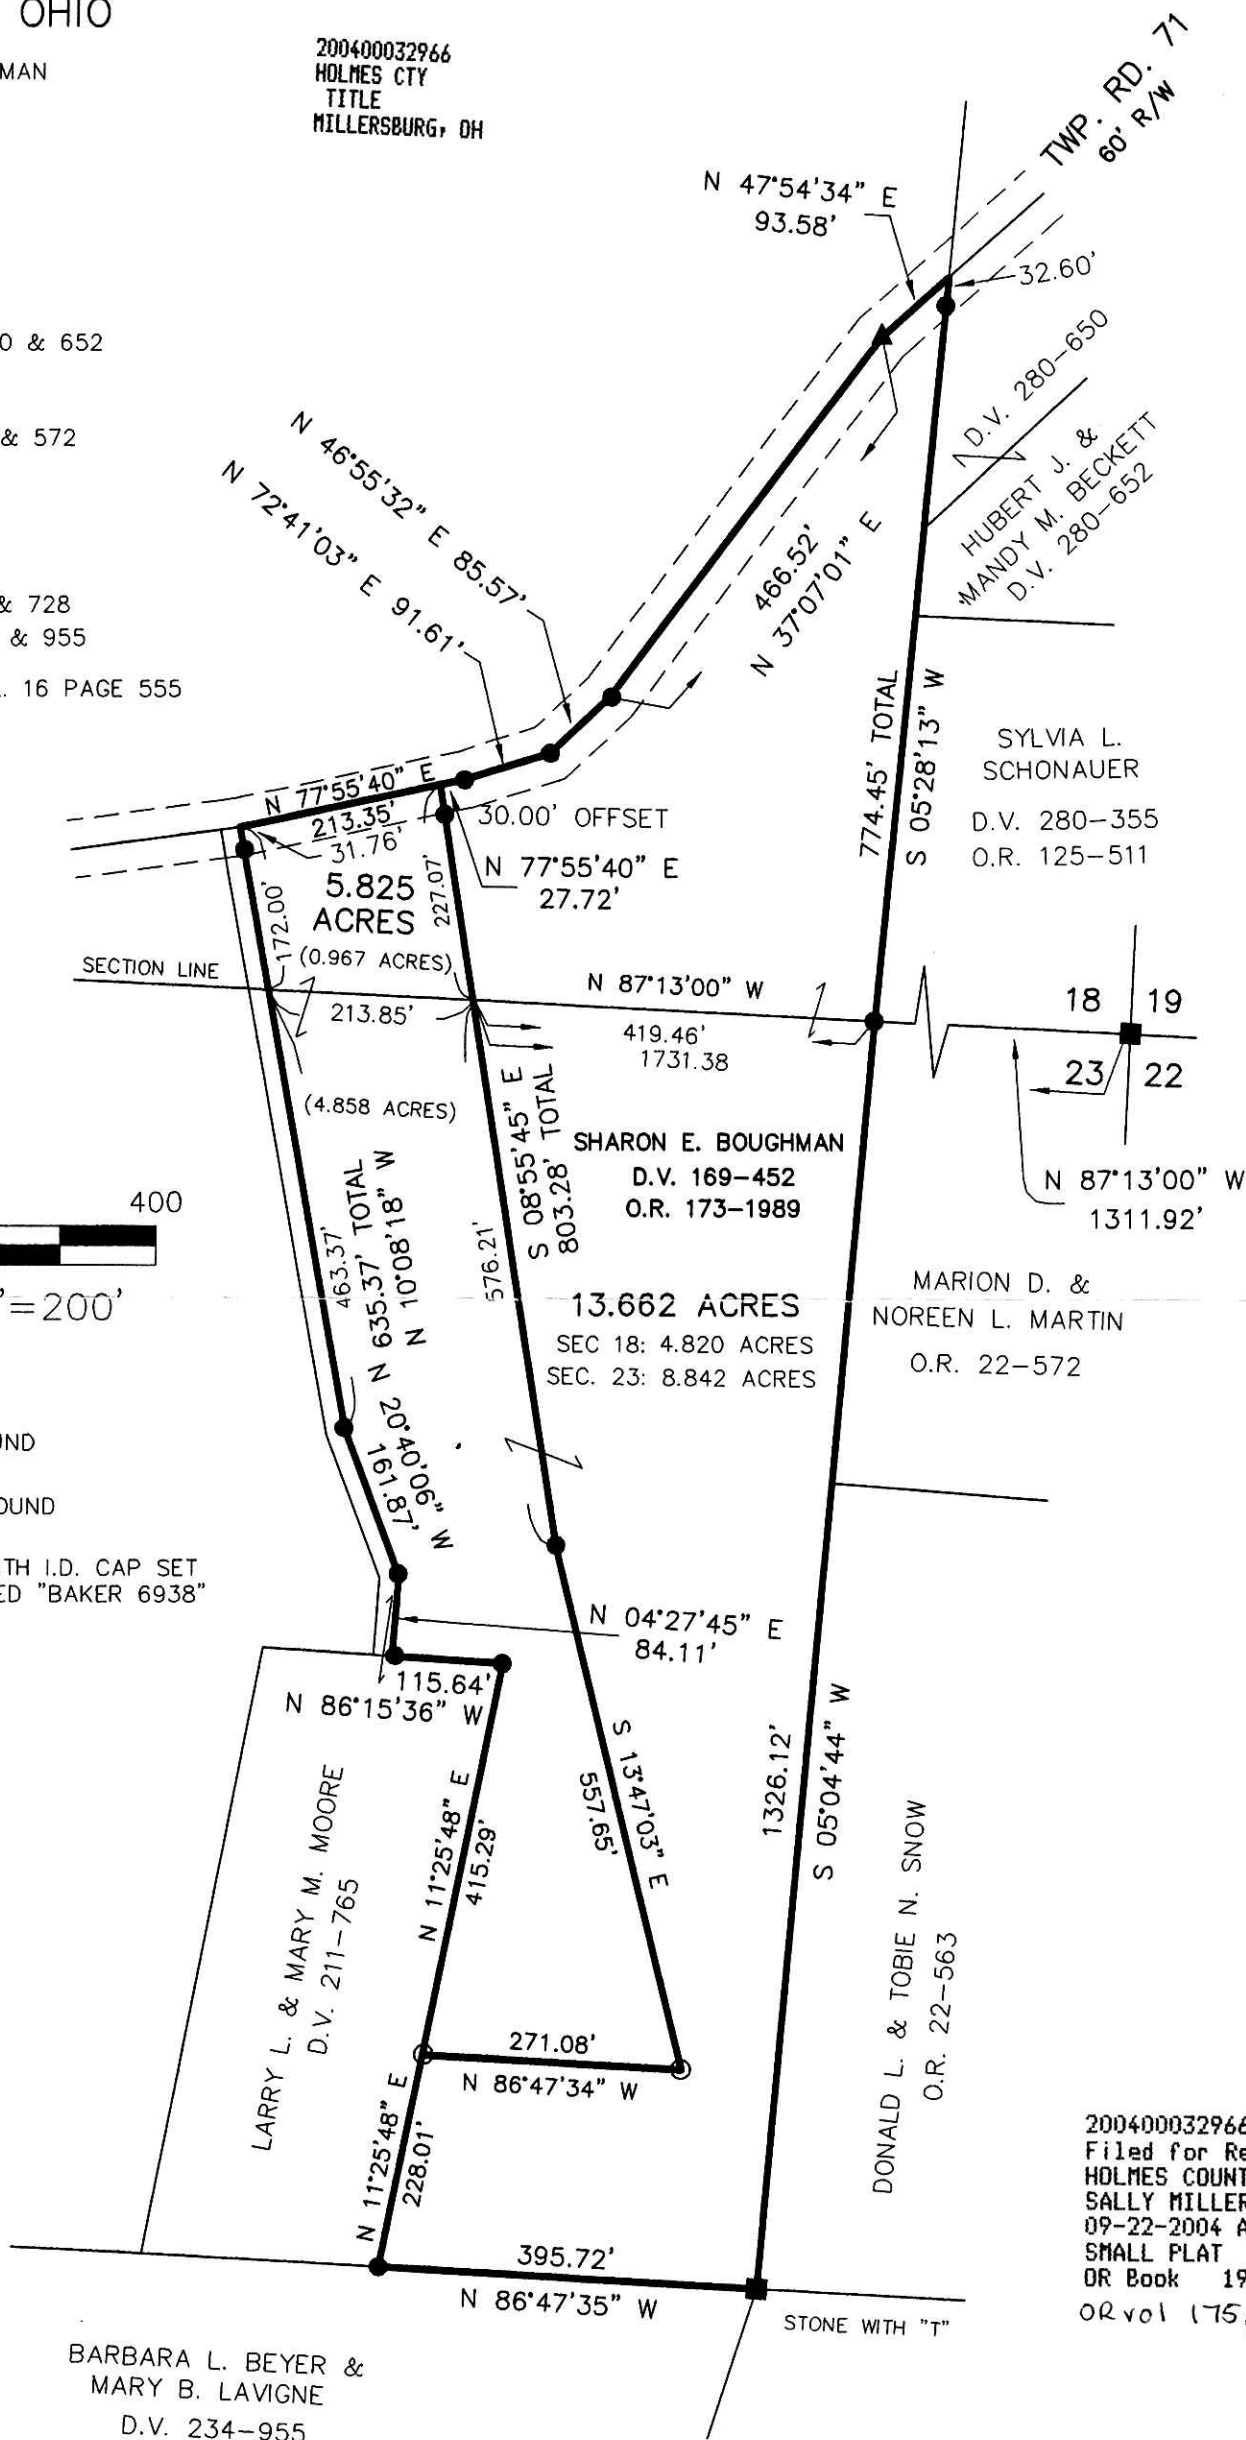 OHIO
MAN
200400032966
HOLMES CTY
TITLE
MILLERSBURG, OH
TWP. RD. 71
60' R/W
N 47°54'34" E
93.58'
32.60'
0 & 652
& 572
& 728
& 955
. 16 PAGE 555
D.V. 280-650
HUBERT J. &
MANDY M. BECKETT
D.V. 280-652
N 46°55'32" E 85.57'
N 72°41'03" E 91.61'
466.52'
N 37°07'01" E
774.45' TOTAL
S 05°28'13" W
SYLVIA L.
SCHONAUER
D.V. 280-355
O.R. 125-511
N 77°55'40" E
213.35'
31.76'
30.00' OFFSET
N 77°55'40" E
27.72'
5.825
ACRES
172.00'
227.07'
(0.967 ACRES)
SECTION LINE
213.85'
N 87°13'00" W
419.46'
1731.38
18
19
23
22
N 87°13'00" W
1311.92'
(4.858 ACRES)
S 08°55'45" E
803.28' TOTAL
SHARON E. BOUGHMAN
D.V. 169-452
O.R. 173-1989
400
'=200'
463.37'
635.37' TOTAL
N 10°08'18" W
576.21'
13.662 ACRES
SEC 18: 4.820 ACRES
SEC. 23: 8.842 ACRES
MARION D. &
NOREEN L. MARTIN
O.R. 22-572
N 20°40'06" W
161.87'
UND
OUND
TH I.D. CAP SET
ED "BAKER 6938"
N 04°27'45" E
84.11'
115.64'
N 86°15'36" W
S 13°47'03" E
557.65'
1326.12'
S 05°04'44" W
N 11°25'48" E
415.29'
LARRY L. & MARY M. MOORE
D.V. 211-765
DONALD L. & TOBIE N. SNOW
O.R. 22-563
271.08'
N 86°47'34" W
N 11°25'48" E
228.01'
395.72'
N 86°47'35" W
STONE WITH "T"
200400032966
Filed for Re
HOLMES COUNT
SALLY MILLER
09-22-2004 A
SMALL PLAT
OR Book 19
OR vol 175,
BARBARA L. BEYER &
MARY B. LAVIGNE
D.V. 234-955